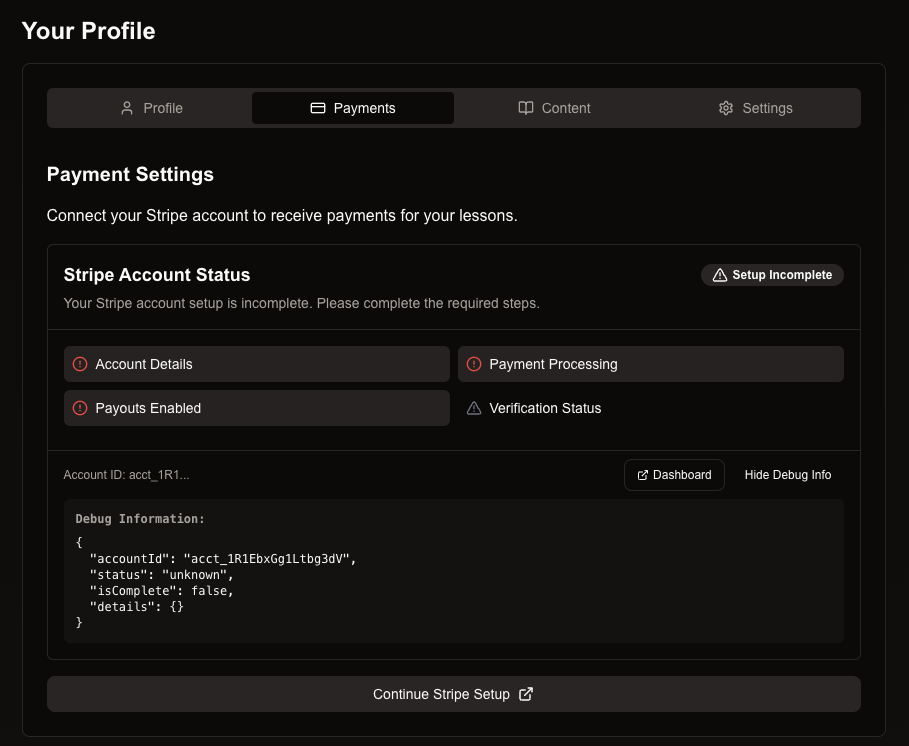 Your Profile
Profile
Payments
Content
Settings
Payment Settings
Connect your Stripe account to receive payments for your lessons.
Stripe Account Status
Setup Incomplete
Your Stripe account setup is incomplete. Please complete the required steps.
Account Details
Payment Processing
Payouts Enabled
Verification Status
Account ID: acct_1R1...
Dashboard
Hide Debug Info
Debug Information:
{
"accountId": "acct_1R1EbxGg1Ltbg3dV",
"status": "unknown",
"isComplete": false,
"details": {}
}
Continue Stripe Setup